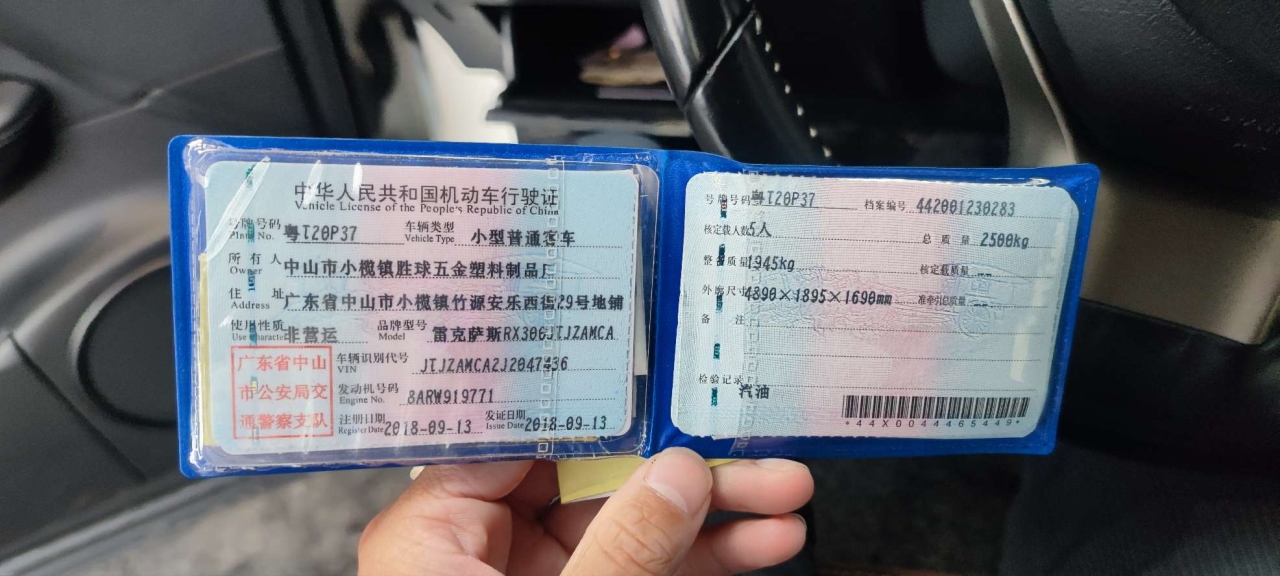 中华人民共和国机动车行驶证
Vehicle License of the People's Republic of China
号牌号码 粤T20P37 车辆类型 小型普通客车
Plate No. Vehicle Type
所有人 中山市小榄镇胜球五金塑料制品厂
Owner
住址 广东省中山市小榄镇竹源安乐西街29号地铺
Address
使用性质 非营运 品牌型号 雷克萨斯RX300JTJZAMCA
Use Character Model
广东省中山
市公安局交
通警察支队
车辆识别代号 JTJZAMCA2J2047436
VIN
发动机号码 8ARW919771
Engine No.
注册日期 2018-09-13 发证日期 2018-09-13
Register Date Issue Date
号牌号码 粤T20P37 档案编号 442001230283
核定载人数 5人 总质量 2500kg
整备质量 1945kg 核定载质量 --
外廓尺寸 4890×1895×1690mm 准牵引总质量 --
备注
检验记录
汽油
*44X0044465449*